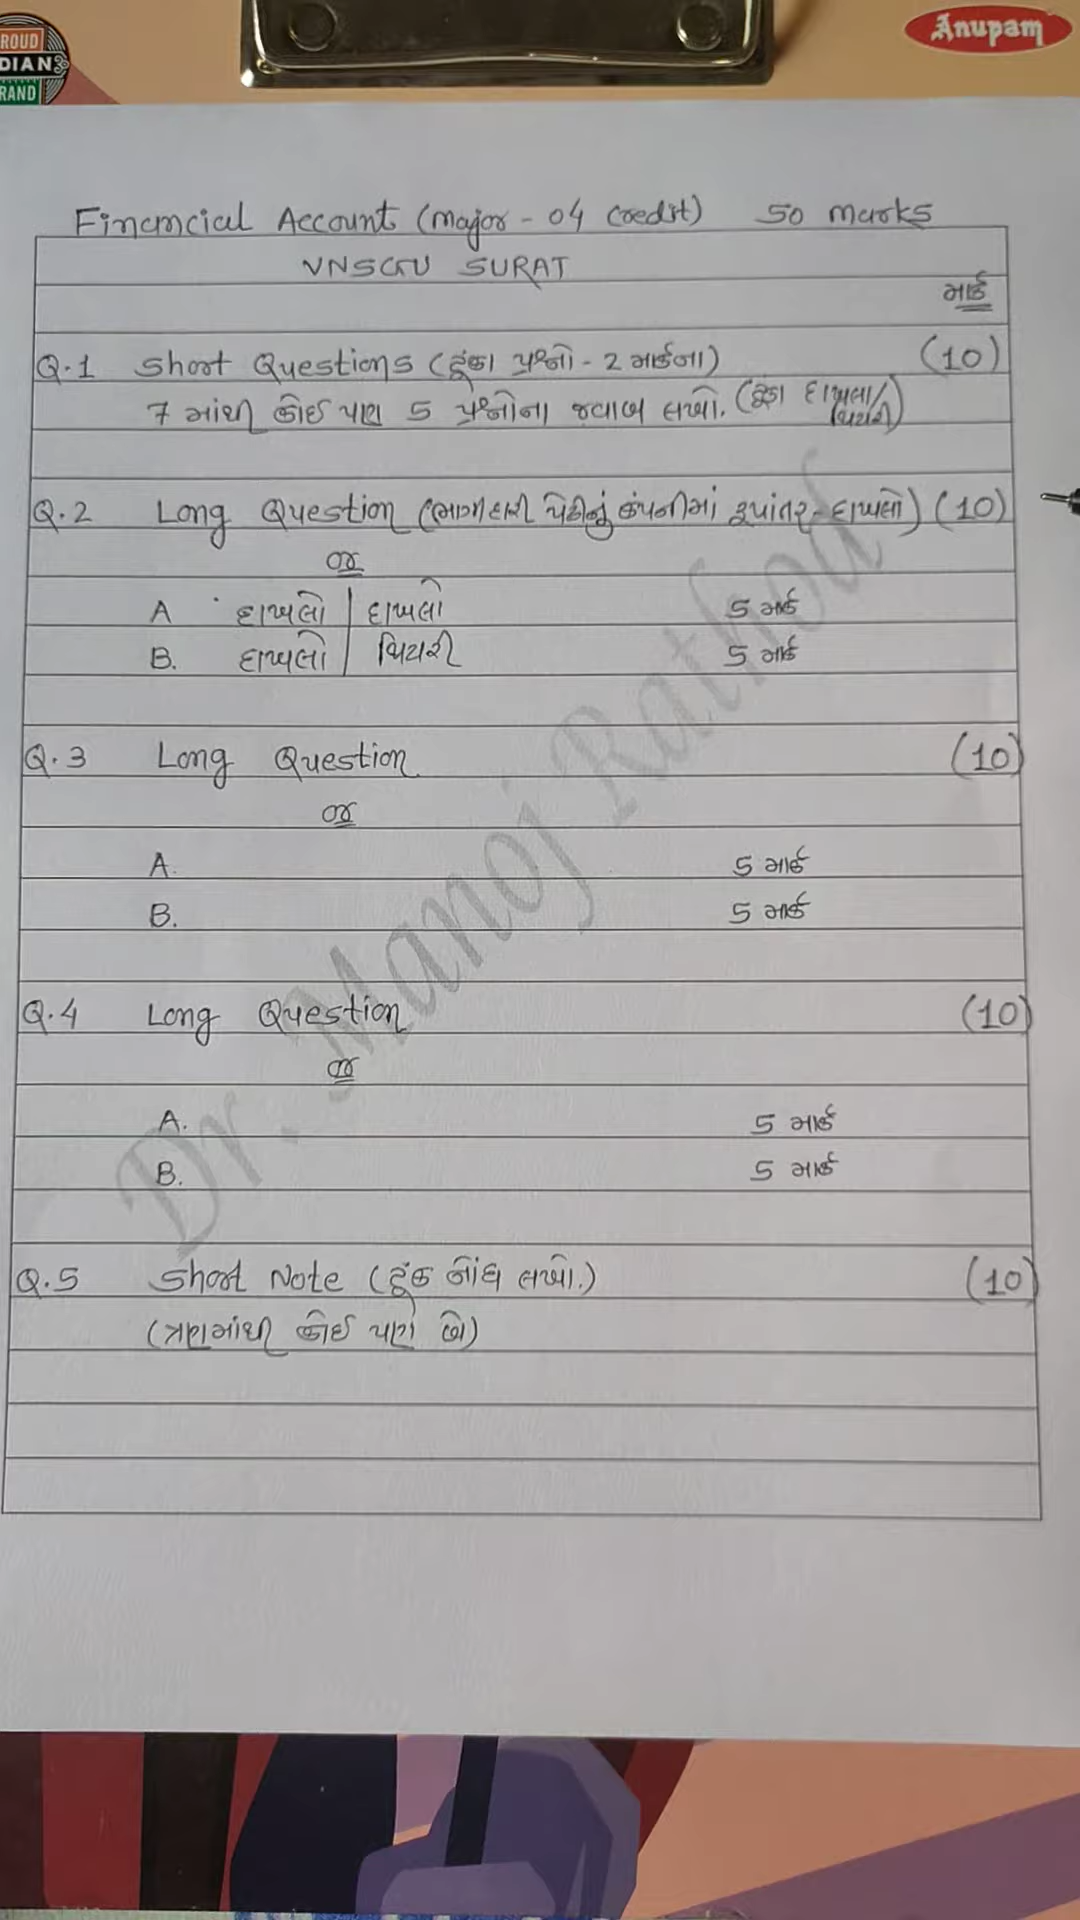 PROUD
INDIAN
BRAND
Anupam
Financial Account (Major - 04 Credit) 50 marks
VNSGU SURAT
માર્ક
Q.1 Short Questions (ટૂંકા પ્રશ્નો - 2 માર્કના) (10)
7 માંથી કોઈ પણ 5 પ્રશ્નોના જવાબ લખો. (ટૂંકા દાખલા/
થિયરી)
Q.2 Long Question (ભાગીદારી પેઢીનું કંપનીમાં રૂપાંતર - દાખલો) (10)
OR
A દાખલો | દાખલો 5 માર્ક
B. દાખલો | થિયરી 5 માર્ક
Q.3 Long Question (10)
OR
A. 5 માર્ક
B. 5 માર્ક
Q.4 Long Question (10)
OR
A. 5 માર્ક
B. 5 માર્ક
Q.5 Short Note (ટૂંક નોંધ લખો.) (10)
(ત્રણમાંથી કોઈ પણ બે)
Dr. Manoj Rathod